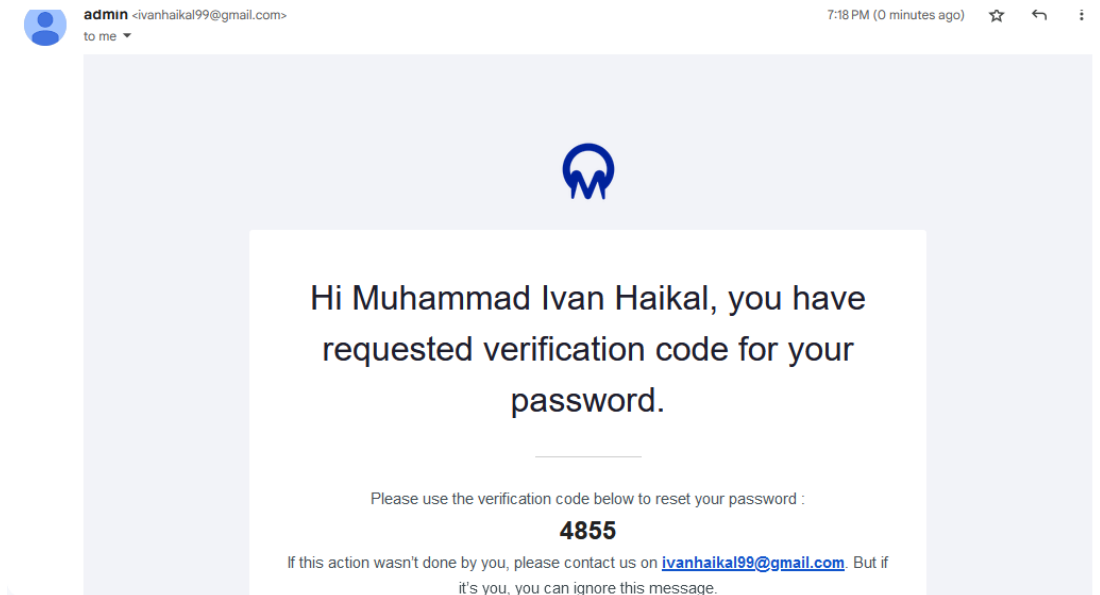 admin <ivanhaikal99@gmail.com>
7:18 PM (0 minutes ago)
to me
Hi Muhammad Ivan Haikal, you have
requested verification code for your
password.
Please use the verification code below to reset your password :
4855
If this action wasn't done by you, please contact us on ivanhaikal99@gmail.com. But if
it's you, you can ignore this message.